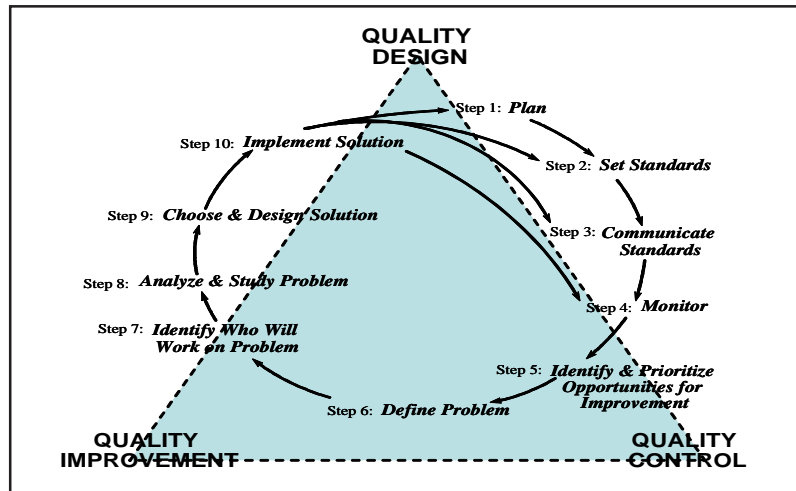 QUALITY
DESIGN
Step 1: Plan
Step 10: Implement Solution
Step 2: Set Standards
Step 9: Choose & Design Solution
Step 3: Communicate
Standards
Step 8: Analyze & Study Problem
Step 4: Monitor
Step 7: Identify Who Will
Work on Problem
Step 5: Identify & Prioritize
Opportunities for
Improvement
Step 6: Define Problem
QUALITY
IMPROVEMENT
QUALITY
CONTROL